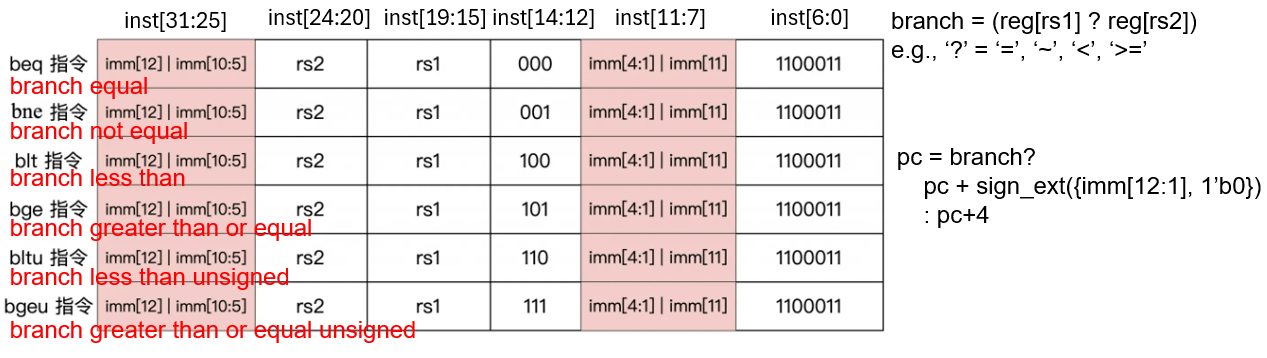 inst[31:25] inst[24:20] inst[19:15] inst[14:12] inst[11:7] inst[6:0]
beq 指令 imm[12] | imm[10:5] rs2 rs1 000 imm[4:1] | imm[11] 1100011
branch equal
bne 指令 imm[12] | imm[10:5] rs2 rs1 001 imm[4:1] | imm[11] 1100011
branch not equal
blt 指令 imm[12] | imm[10:5] rs2 rs1 100 imm[4:1] | imm[11] 1100011
branch less than
bge 指令 imm[12] | imm[10:5] rs2 rs1 101 imm[4:1] | imm[11] 1100011
branch greater than or equal
bltu 指令 imm[12] | imm[10:5] rs2 rs1 110 imm[4:1] | imm[11] 1100011
branch less than unsigned
bgeu 指令 imm[12] | imm[10:5] rs2 rs1 111 imm[4:1] | imm[11] 1100011
branch greater than or equal unsigned
branch = (reg[rs1] ? reg[rs2])
e.g., ‘?’ = ‘=’, ‘~’, ‘<’, ‘>=’
pc = branch?
pc + sign_ext({imm[12:1], 1’b0})
: pc+4